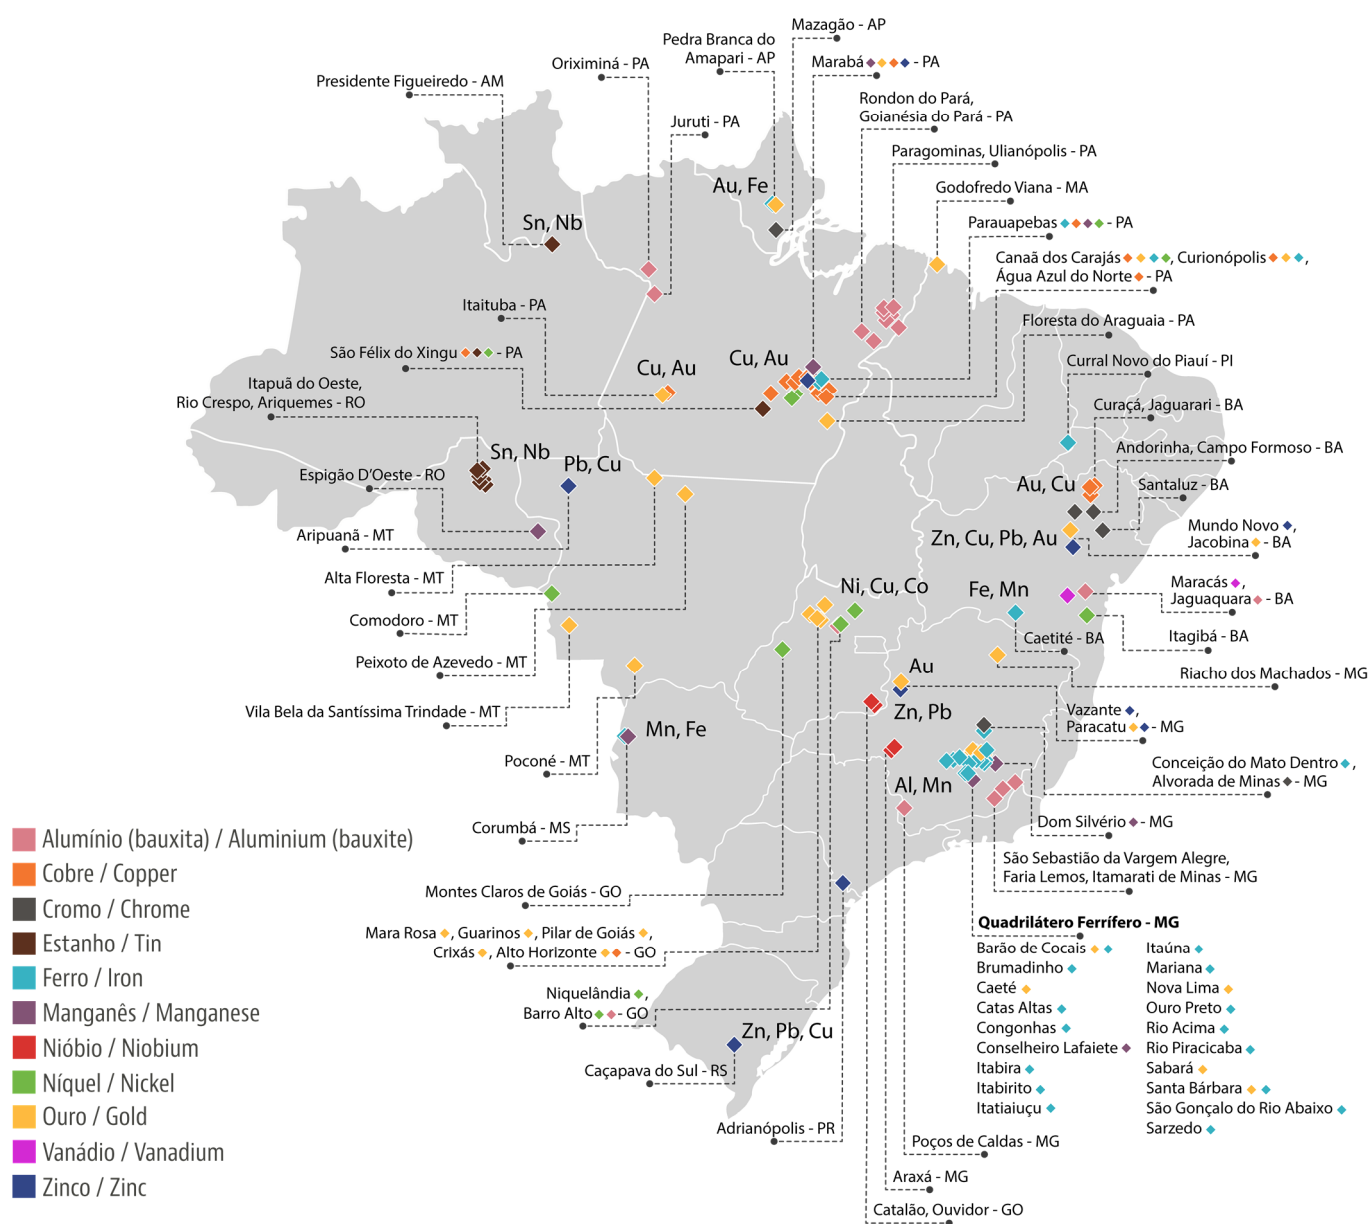 Mazagão - AP
Pedra Branca do
Amapari - AP
Oriximiná - PA
Marabá - PA
Presidente Figueiredo - AM
Rondon do Pará,
Goianésia do Pará - PA
Juruti - PA
Paragominas, Ulianópolis - PA
Au, Fe
Godofredo Viana - MA
Sn, Nb
Parauapebas - PA
Canaã dos Carajás , Curionópolis ,
Água Azul do Norte - PA
Itaituba - PA
Floresta do Araguaia - PA
São Félix do Xingu - PA
Cu, Au
Cu, Au
Curral Novo do Piauí - PI
Itapuã do Oeste,
Rio Crespo, Ariquemes - RO
Curaçá, Jaguarari - BA
Andorinha, Campo Formoso - BA
Sn, Nb
Pb, Cu
Espigão D'Oeste - RO
Au, Cu
Santaluz - BA
Aripuanã - MT
Zn, Cu, Pb, Au
Mundo Novo ,
Jacobina - BA
Alta Floresta - MT
Ni, Cu, Co
Fe, Mn
Maracás ,
Jaguaquara - BA
Comodoro - MT
Caetité - BA
Itagibá - BA
Peixoto de Azevedo - MT
Au
Riacho dos Machados - MG
Vila Bela da Santíssima Trindade - MT
Zn, Pb
Vazante ,
Paracatu - MG
Mn, Fe
Poconé - MT
Conceição do Mato Dentro ,
Alvorada de Minas - MG
Al, Mn
Corumbá - MS
Dom Silvério - MG
Alumínio (bauxita) / Aluminium (bauxite)
Cobre / Copper
Cromo / Chrome
Estanho / Tin
Ferro / Iron
Manganês / Manganese
Nióbio / Niobium
Níquel / Nickel
Ouro / Gold
Vanádio / Vanadium
Zinco / Zinc
São Sebastião da Vargem Alegre,
Faria Lemos, Itamarati de Minas - MG
Montes Claros de Goiás - GO
Mara Rosa , Guarinos , Pilar de Goiás ,
Crixás , Alto Horizonte - GO
Niquelândia ,
Barro Alto - GO
Zn, Pb, Cu
Caçapava do Sul - RS
Adrianópolis - PR
Quadrilátero Ferrífero - MG
Barão de Cocais
Brumadinho
Caeté
Catas Altas
Congonhas
Conselheiro Lafaiete
Itabira
Itabirito
Itatiaiuçu
Itaúna
Mariana
Nova Lima
Ouro Preto
Rio Acima
Rio Piracicaba
Sabará
Santa Bárbara
São Gonçalo do Rio Abaixo
Sarzedo
Poços de Caldas - MG
Araxá - MG
Catalão, Ouvidor - GO